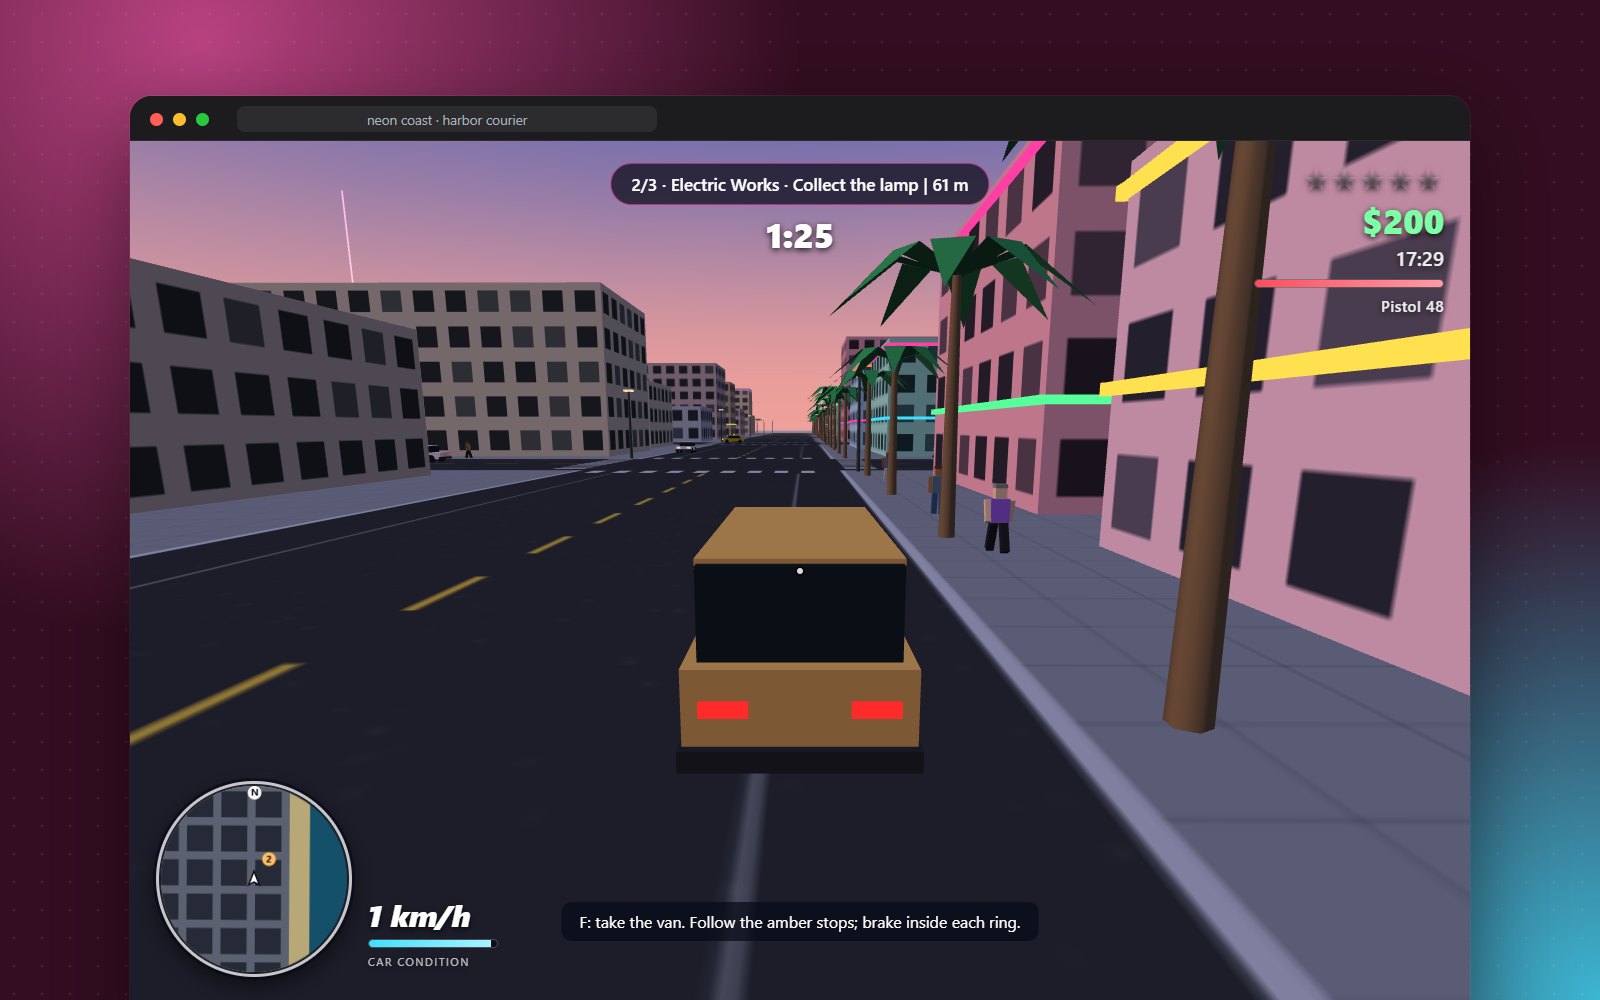 neon coast · harbor courier
2/3 · Electric Works · Collect the lamp | 61 m
1:25
$200
17:29
Pistol 48
N
2
1 km/h
CAR CONDITION
F: take the van. Follow the amber stops; brake inside each ring.